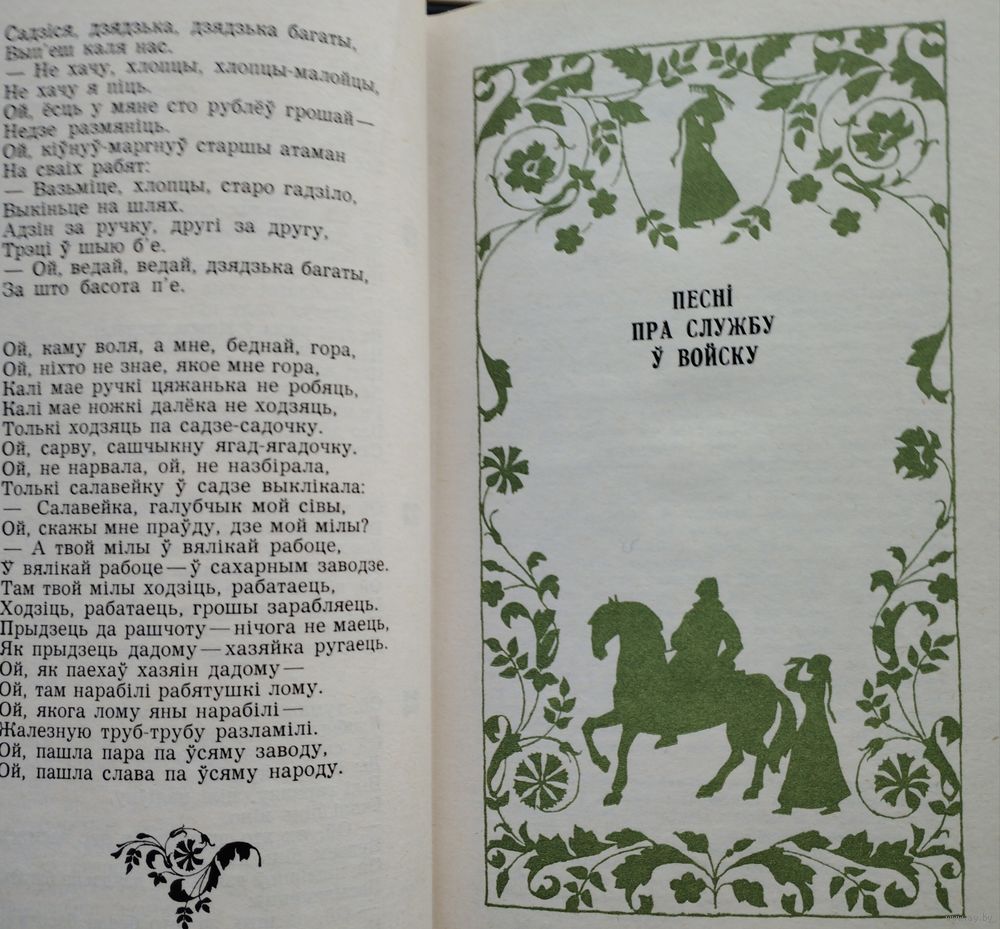 Садзіся, дзядзька, дзядзька багаты,
Вып'еш каля нас.
— Не хачу, хлопцы, хлопцы-малойцы,
Не хачу я піць.
Ой, ёсць у мяне сто рублёў грошай —
Недзе размяніць.
Ой, кіўнуў-маргнуў старшы атаман
На сваіх рабят:
— Вазьміце, хлопцы, старо гадзіло,
Выкіньце на шлях.
Адзін за ручку, другі за другу,
Трэці ў шыю б'е.
— Ой, ведай, ведай, дзядзька багаты,
За што басота п'е.
Ой, каму воля, а мне, беднай, гора,
Ой, ніхто не знае, якое мне гора,
Калі мае ручкі цяжанька не робяць,
Калі мае ножкі далёка не ходзяць,
Толькі ходзяць па садзе-садочку.
Ой, сарву, сашчыкну ягад-ягадочку.
Ой, не нарвала, ой, не назбірала,
Толькі салавейку ў садзе выклікала:
— Салавейка, галубчык мой сівы,
Ой, скажы мне праўду, дзе мой мілы?
— А твой мілы ў вялікай рабоце,
Ў вялікай рабоце — ў сахарным заводзе.
Там твой мілы ходзіць, рабатаець,
Ходзіць, рабатаець, грошы зарабляець.
Прыдзець да рашчоту — нічога не маець,
Як прыдзець дадому — хазяйка ругаець.
Ой, як паехаў хазяін дадому —
Ой, там нарабілі рабятушкі лому.
Ой, якога лому яны нарабілі —
Жалезную труб-трубу разламілі.
Ой, пашла пара па ўсяму заводу,
Ой, пашла слава па ўсяму народу.
ПЕСНІ
ПРА СЛУЖБУ
Ў ВОЙСКУ